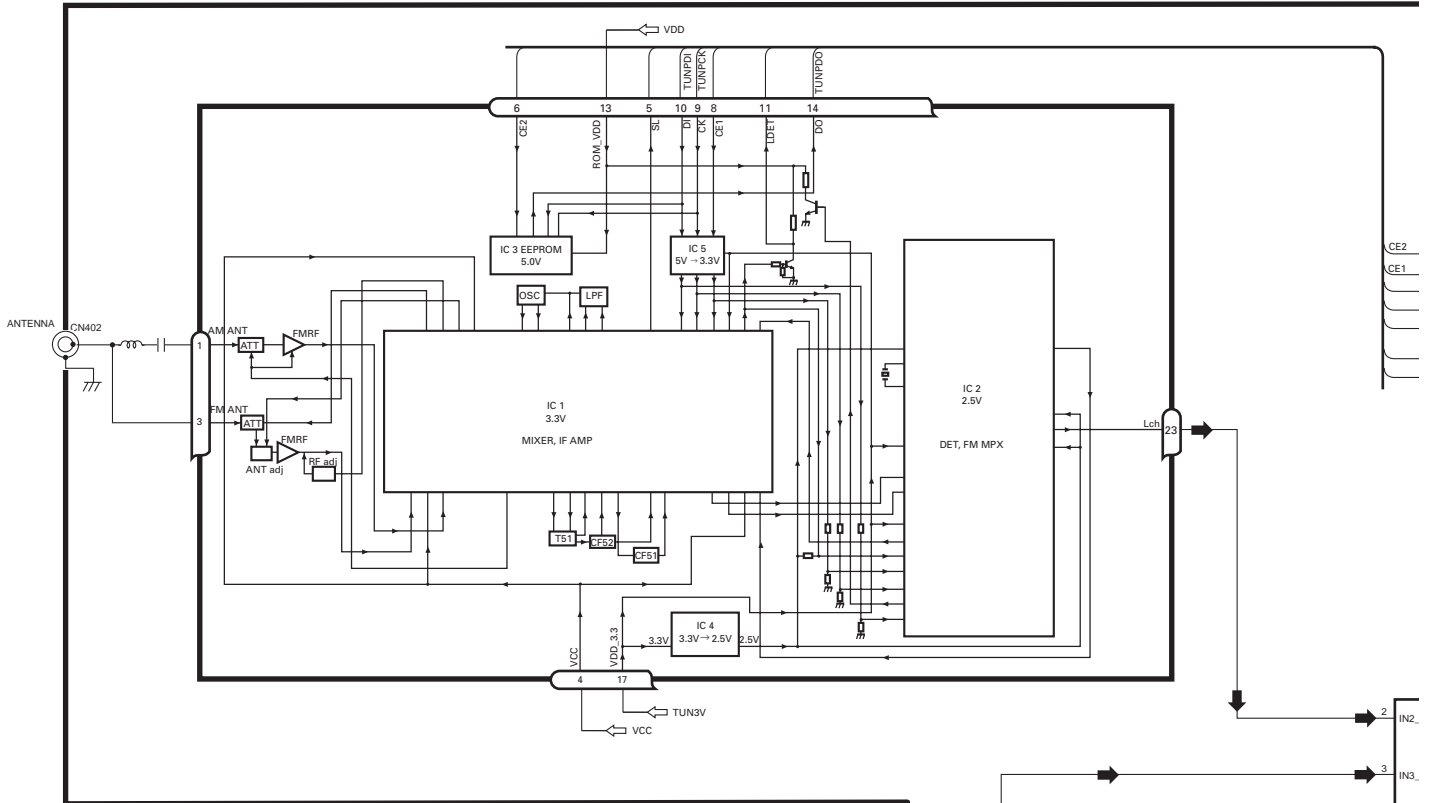 VDD
TUNPDI
TUNPCK
TUNPDO
6
13
5
10
9
8
11
14
CE2
ROM_VDD
SL
DI
CK
CE1
LDET
DO
IC 3 EEPROM
5.0V
IC 5
5V → 3.3V
CE2
CE1
OSC
LPF
ANTENNA
CN402
AM ANT
FMRF
1
ATT
IC 1
3.3V
MIXER, IF AMP
IC 2
2.5V
DET, FM MPX
3
FM ANT
ATT
FMRF
ANT adj
RF adj
Lch
23
T51
CF52
CF51
IC 4
3.3V → 2.5V
3.3V
2.5V
VCC
VDD_3.3
4
17
TUN3V
VCC
2
IN2_
3
IN3_